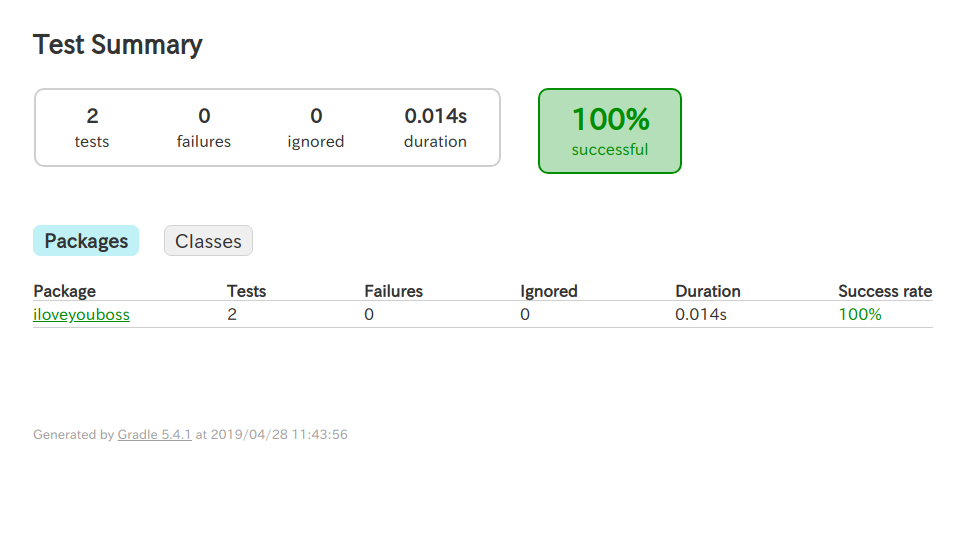 Test Summary
2 0 0 0.014s
tests failures ignored duration
100%
successful
Packages Classes
Package Tests Failures Ignored Duration Success rate
iloveyouboss 2 0 0 0.014s 100%
Generated by Gradle 5.4.1 at 2019/04/28 11:43:56